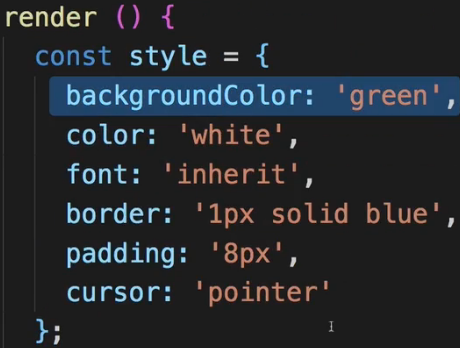 render () {
const style = {
backgroundColor: 'green',
color: 'white',
font: 'inherit',
border: '1px solid blue',
padding: '8px',
cursor: 'pointer'
};